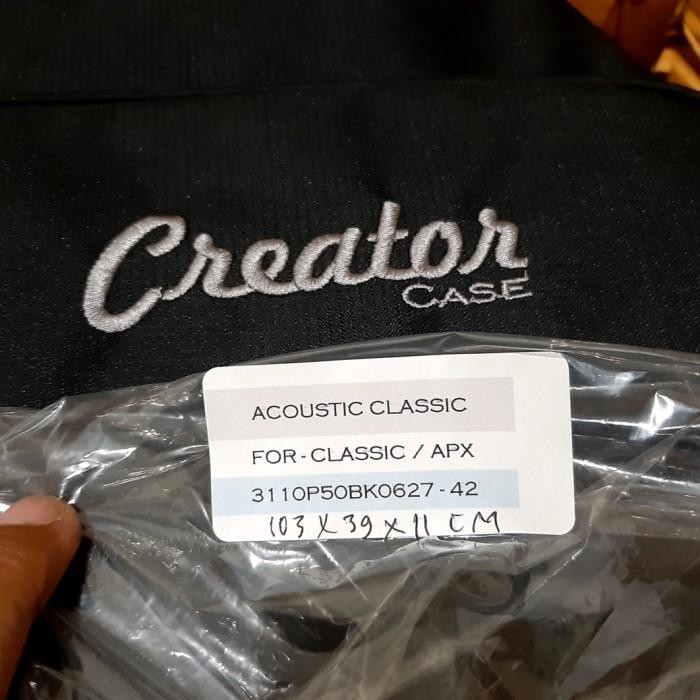 Creator
CASE
ACOUSTIC CLASSIC
FOR - CLASSIC / APX
3110P50BK0627 - 42
103 X 39 X 11 CM